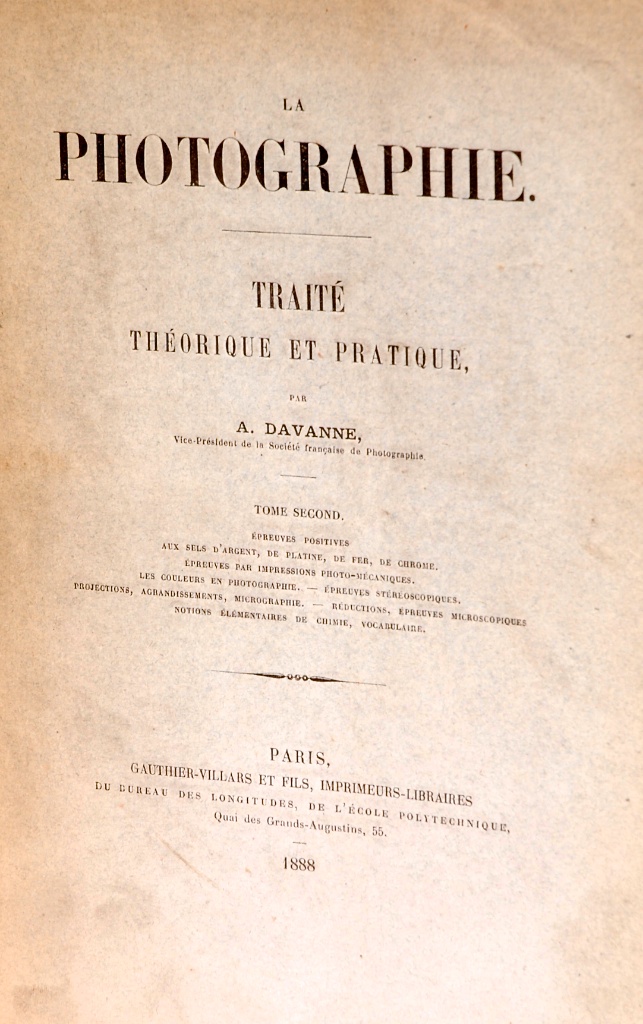 LA
PHOTOGRAPHIE.
TRAITÉ
THÉORIQUE ET PRATIQUE,
PAR
A. DAVANNE,
Vice-Président de la Société française de Photographie.
TOME SECOND.
ÉPREUVES POSITIVES
AUX SELS D'ARGENT, DE PLATINE, DE FER, DE CHROME.
ÉPREUVES PAR IMPRESSIONS PHOTO-MÉCANIQUES.
LES COULEURS EN PHOTOGRAPHIE. — ÉPREUVES STÉRÉOSCOPIQUES,
PROJECTIONS, AGRANDISSEMENTS, MICROGRAPHIE. — RÉDUCTIONS, ÉPREUVES MICROSCOPIQUES
NOTIONS ÉLÉMENTAIRES DE CHIMIE, VOCABULAIRE.
PARIS,
GAUTHIER-VILLARS ET FILS, IMPRIMEURS-LIBRAIRES
DU BUREAU DES LONGITUDES, DE L'ÉCOLE POLYTECHNIQUE,
Quai des Grands-Augustins, 55.
1888